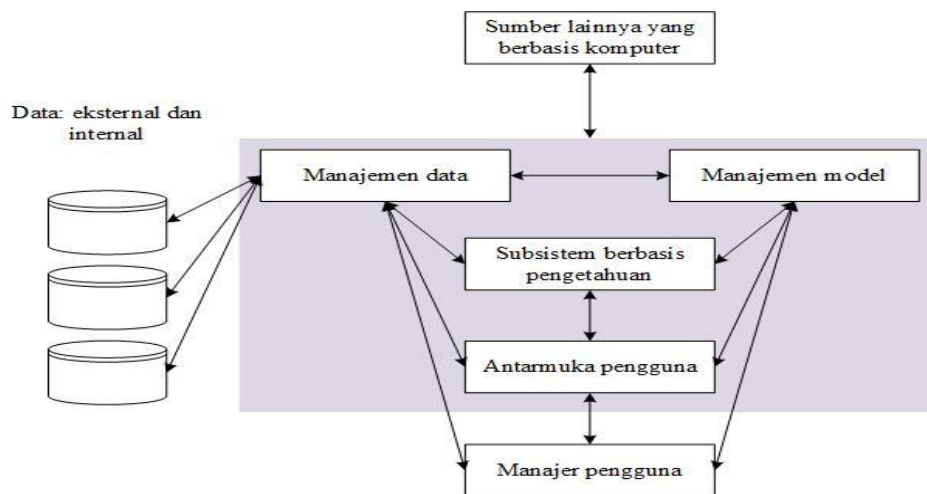 Sumber lainnya yang
berbasis komputer
Data: eksternal dan
internal
Manajemen data
Manajemen model
Subsistem berbasis
pengetahuan
Antarmuka pengguna
Manajer pengguna